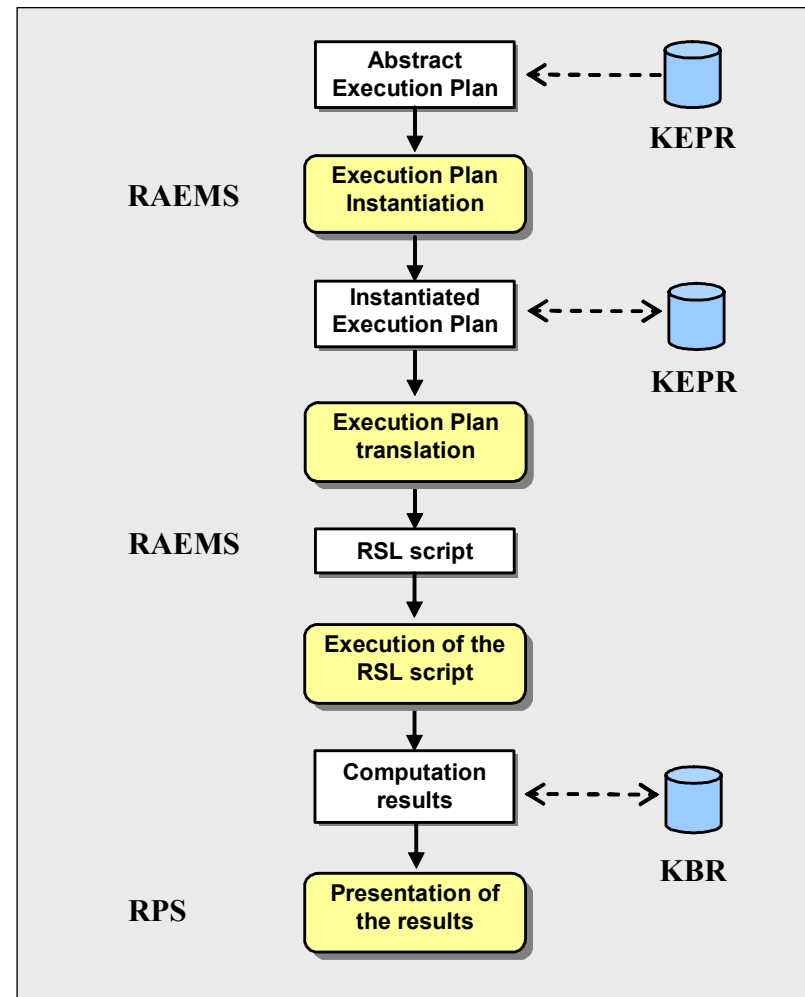 Abstract
Execution Plan
KEPR
RAEMS
Execution Plan
Instantiation
Instantiated
Execution Plan
KEPR
Execution Plan
translation
RAEMS
RSL script
Execution of the
RSL script
Computation
results
KBR
RPS
Presentation of
the results